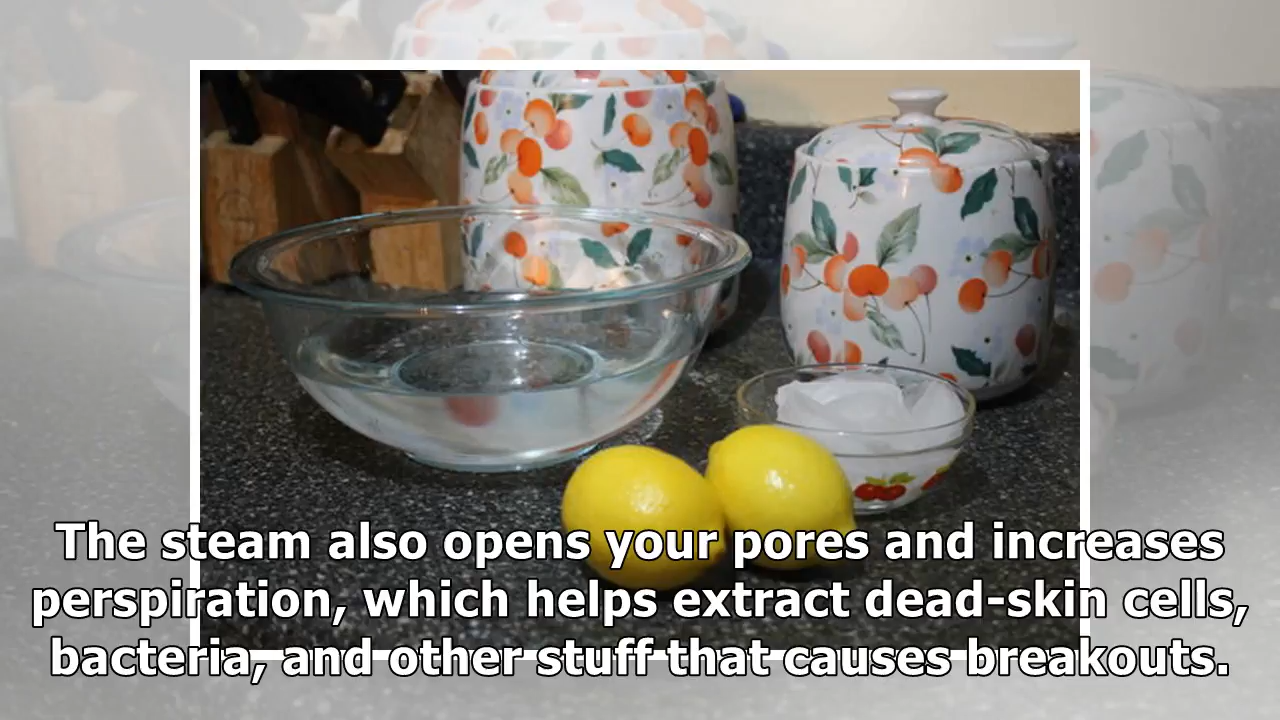 The steam also opens your pores and increases
perspiration, which helps extract dead-skin cells,
bacteria, and other stuff that causes breakouts.